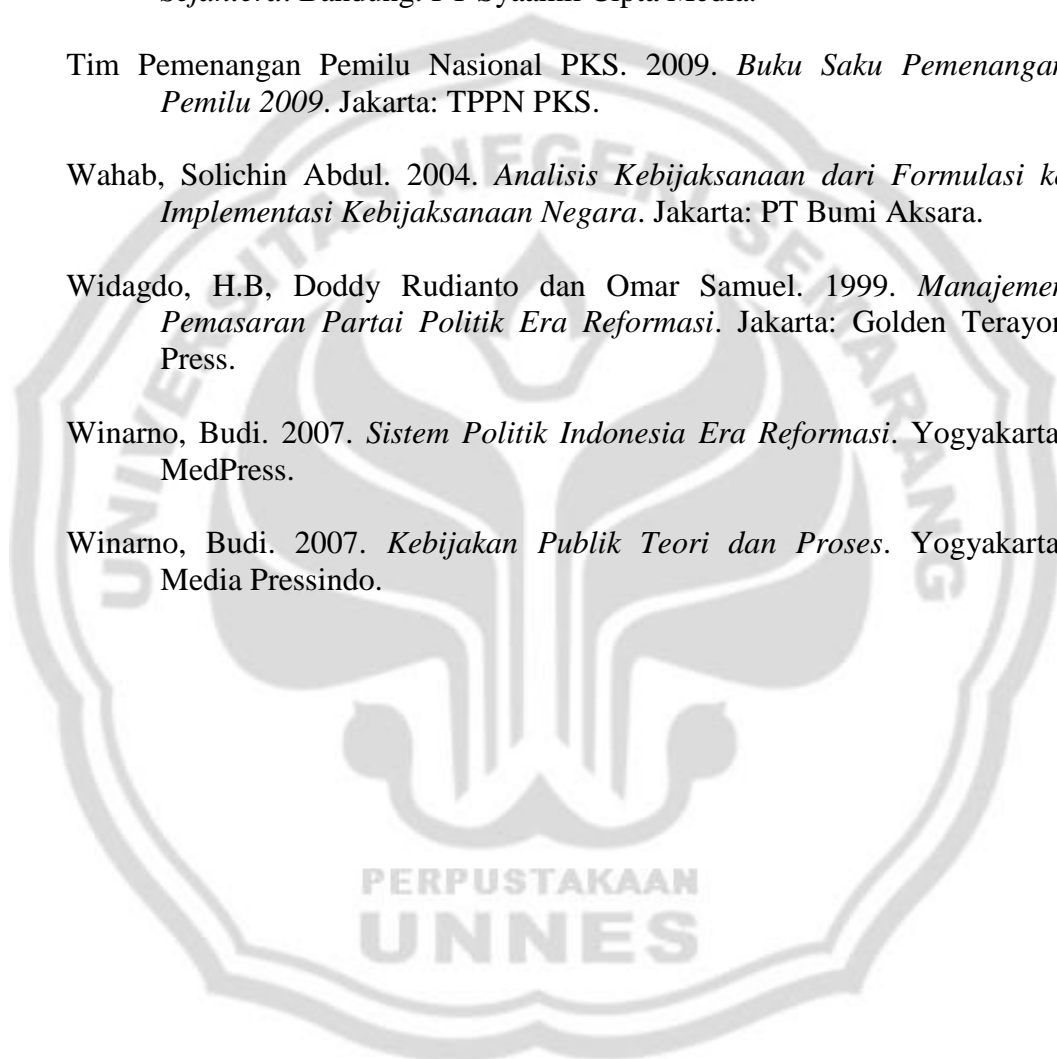 Tim Pemenangan Pemilu Nasional PKS. 2009. Buku Saku Pemenangan
Pemilu 2009. Jakarta: TPPN PKS.
Wahab, Solichin Abdul. 2004. Analisis Kebijaksanaan dari Formulasi ke
Implementasi Kebijaksanaan Negara. Jakarta: PT Bumi Aksara.
Widagdo, H.B, Doddy Rudianto dan Omar Samuel. 1999. Manajemen
Pemasaran Partai Politik Era Reformasi. Jakarta: Golden Terayon
Press.
Winarno, Budi. 2007. Sistem Politik Indonesia Era Reformasi. Yogyakarta
MedPress.
Winarno, Budi. 2007. Kebijakan Publik Teori dan Proses. Yogyakarta
Media Pressindo.
UNIVERSITAS NEGERI SEMARANG
PERPUSTAKAAN
UNNES